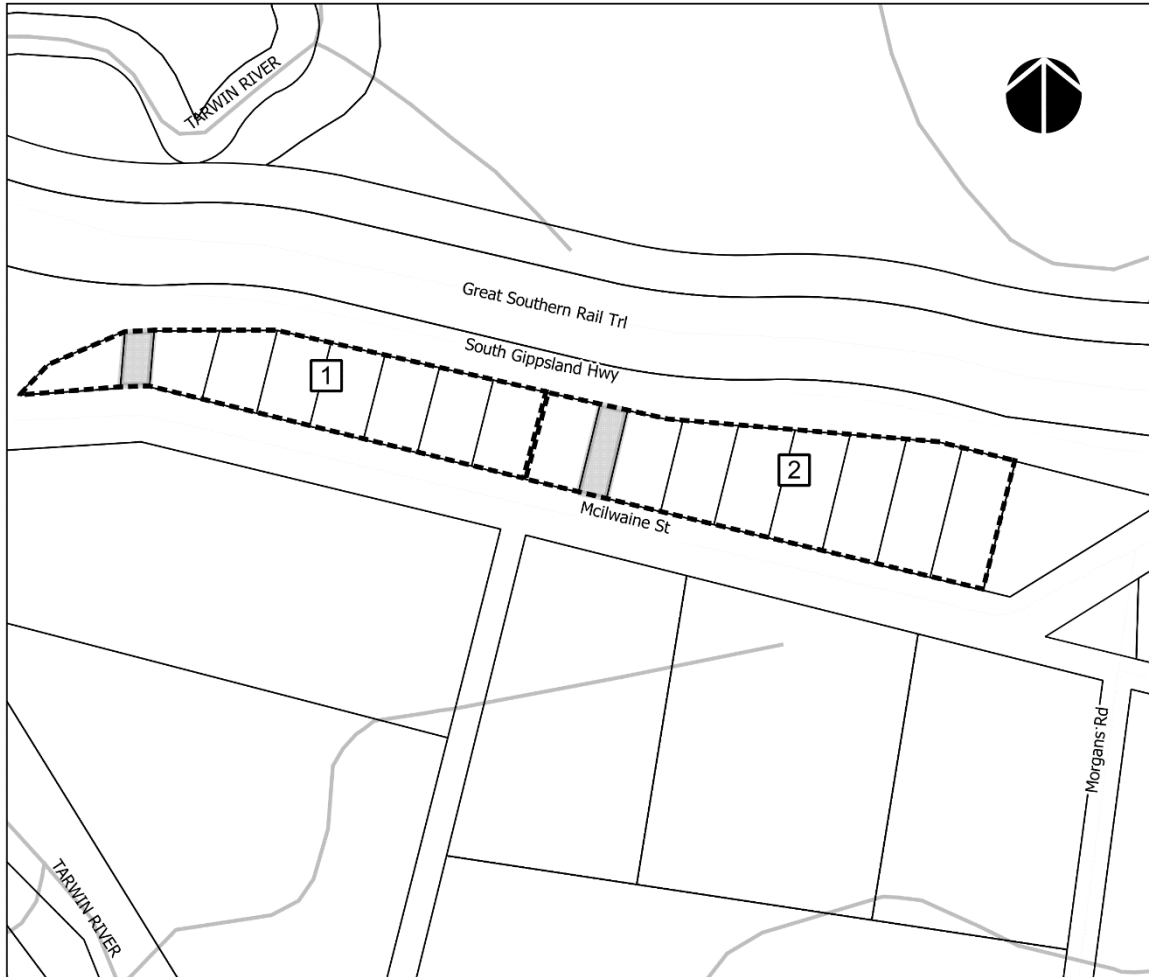 TARWIN RIVER
Great Southern Rail Trl
South Gippsland Hwy
1
2
Mcilwaine St
Morgans Rd
TARWIN RIVER